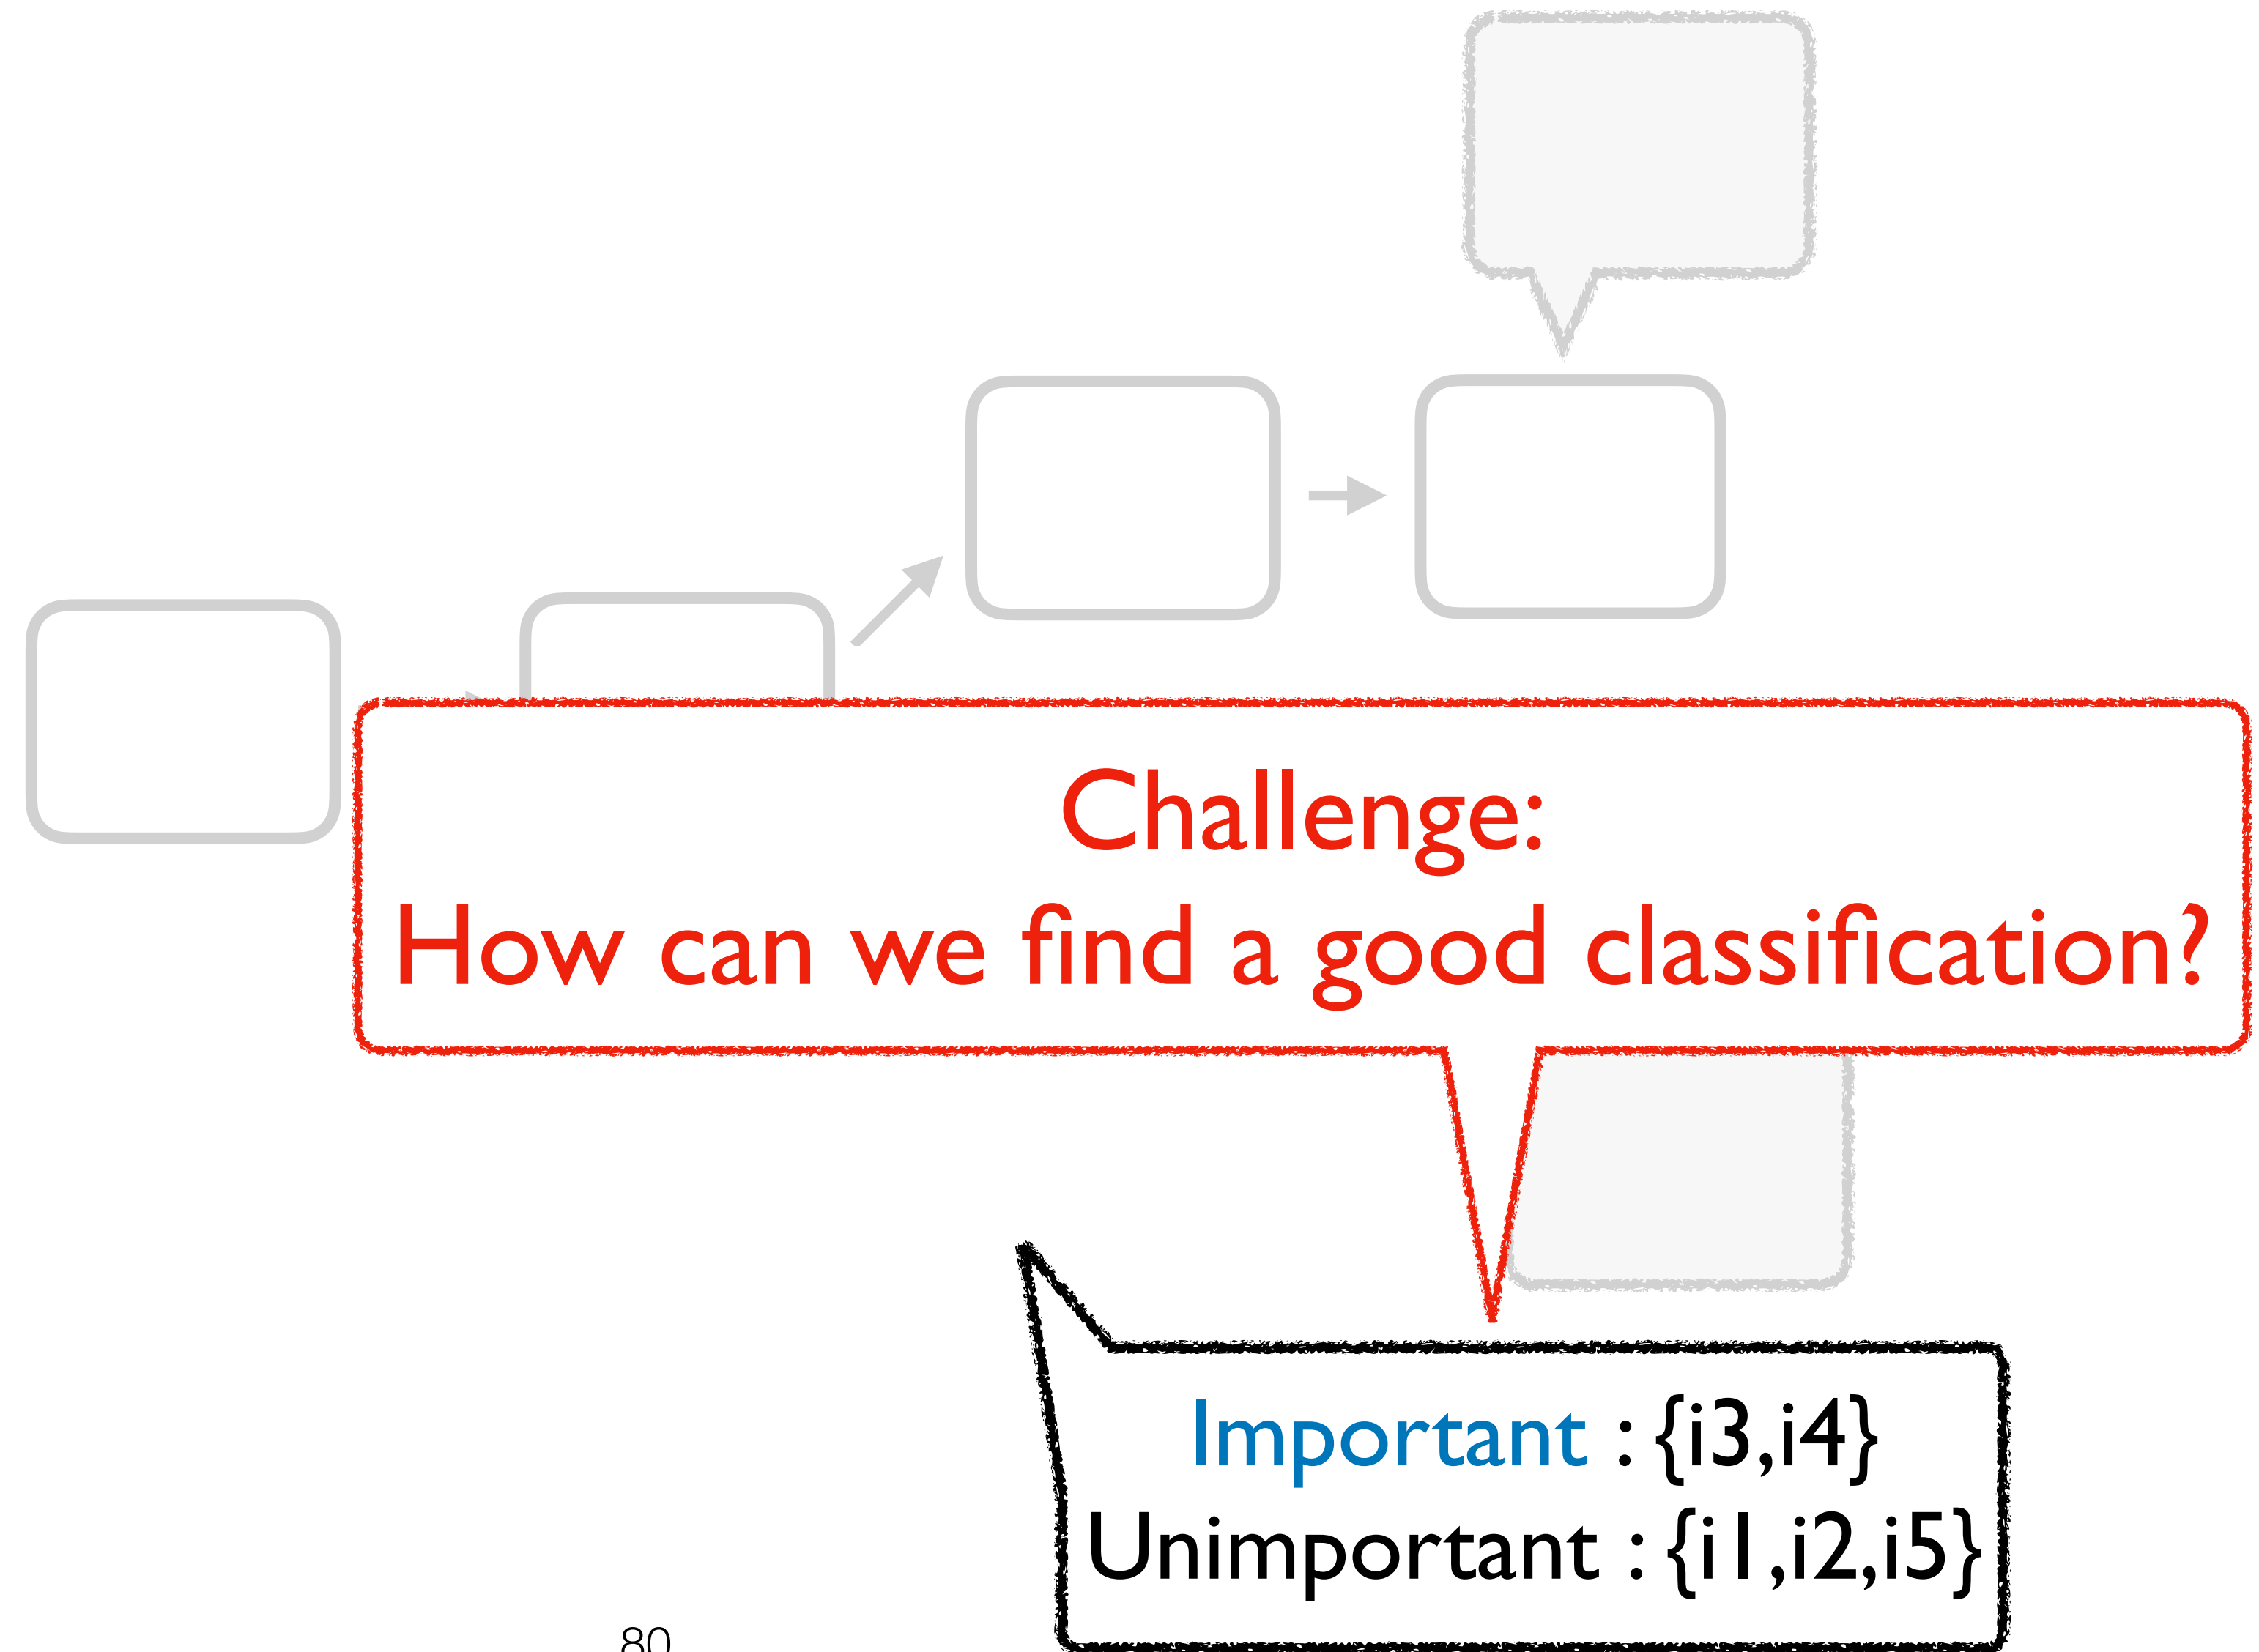 Challenge:
How can we find a good classification?
Important : {i3,i4}
Unimportant : {i1,i2,i5}
80